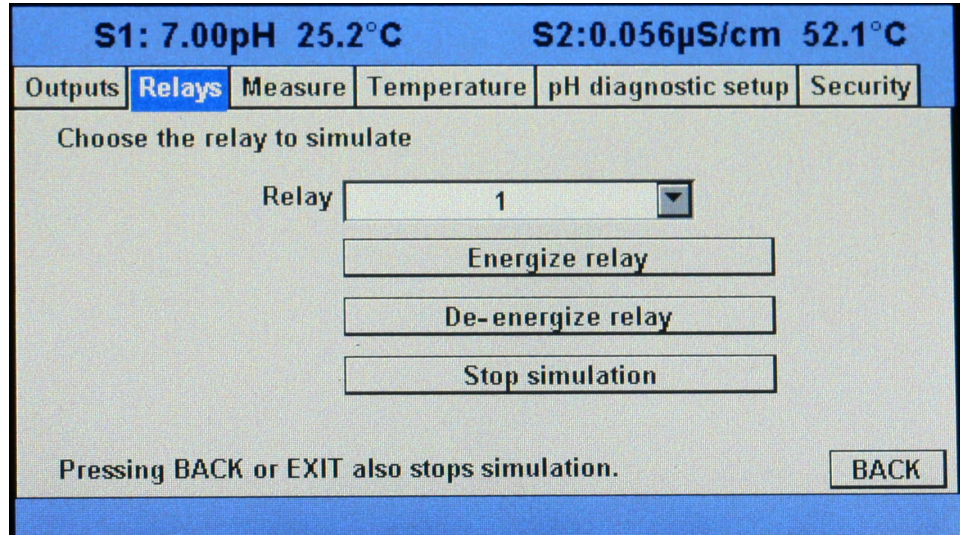 S1: 7.00pH 25.2°C S2:0.056µS/cm 52.1°C
Outputs Relays Measure Temperature pH diagnostic setup Security
Choose the relay to simulate
Relay 1
Energize relay
De-energize relay
Stop simulation
Pressing BACK or EXIT also stops simulation. BACK